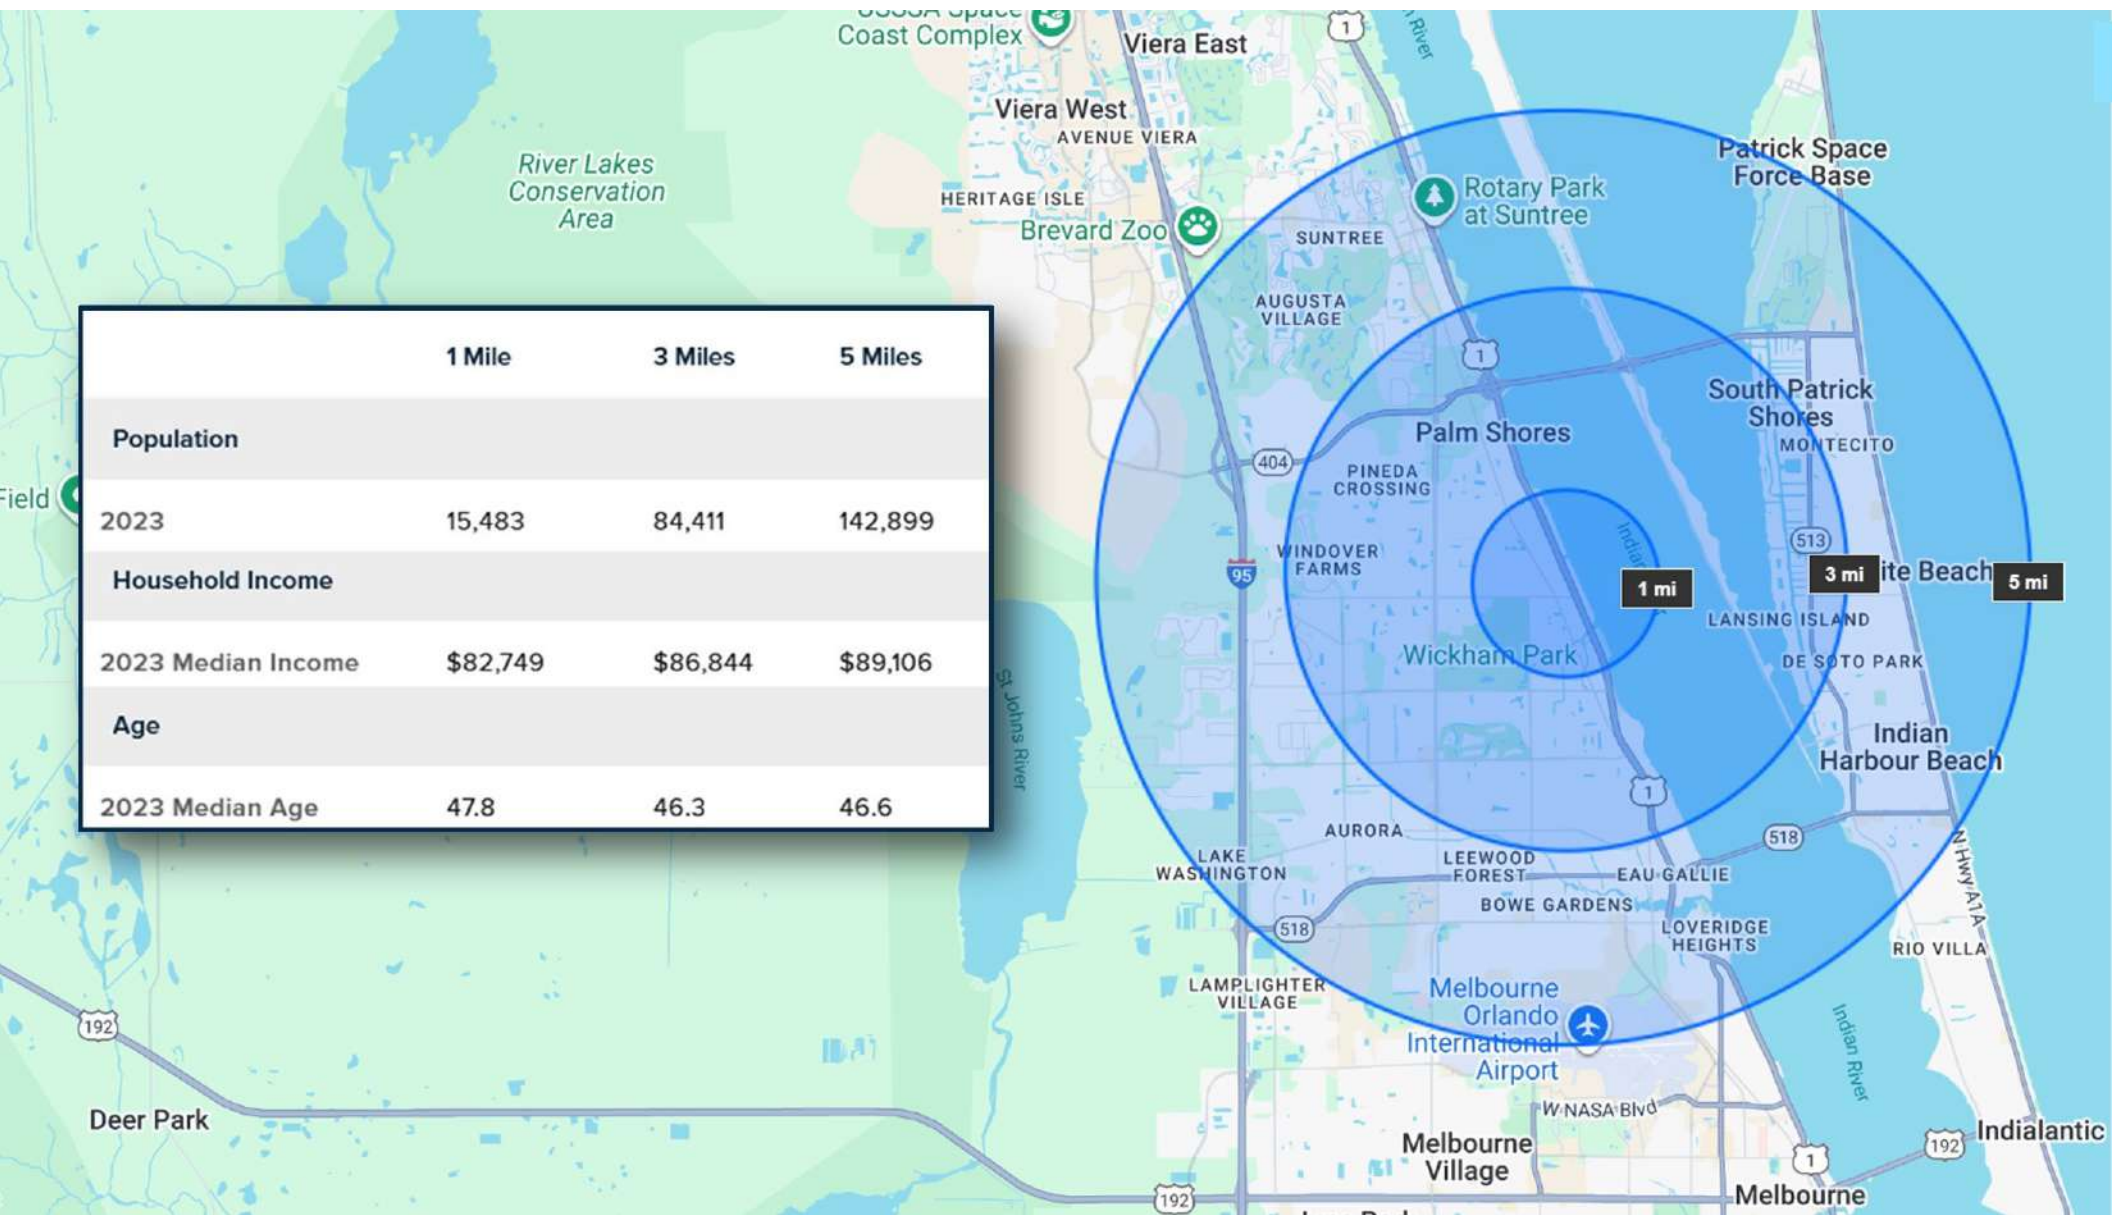 Coast Complex
Viera East
1
River
Viera West
AVENUE VIERA
River Lakes
Conservation
Area
HERITAGE ISLE
Brevard Zoo
Patrick Space
Force Base
Rotary Park
at Suntree
SUNTREE
AUGUSTA
VILLAGE
1
South Patrick
Shores
MONTECITO
Palm Shores
404
PINEDA
CROSSING
Field
1 Mile 3 Miles 5 Miles
Population
2023 15,483 84,411 142,899
Household Income
2023 Median Income $82,749 $86,844 $89,106
Age
2023 Median Age 47.8 46.3 46.6
WINDOVER
FARMS
95
513
1 mi
3 mi
ite Beach
5 mi
LANSING ISLAND
Wickham Park
DE SOTO PARK
St Johns River
Indian
Harbour Beach
1
AURORA
518
N Hwy A1A
LAKE
WASHINGTON
LEEWOOD
FOREST
EAU GALLIE
BOWE GARDENS
518
LOVERIDGE
HEIGHTS
RIO VILLA
LAMPLIGHTER
VILLAGE
Melbourne
Orlando
International
Airport
Indian River
192
Deer Park
W NASA Blvd
Melbourne
Village
192
Indialantic
1
192
Melbourne